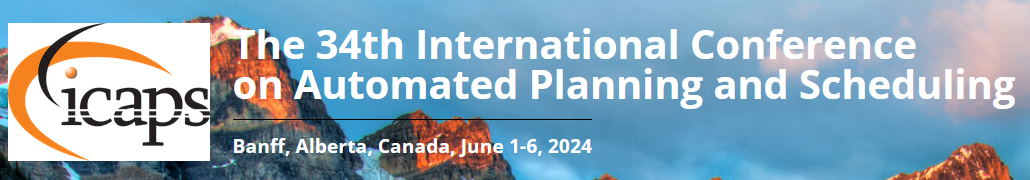 icaps
The 34th International Conference
on Automated Planning and Scheduling
Banff, Alberta, Canada, June 1-6, 2024